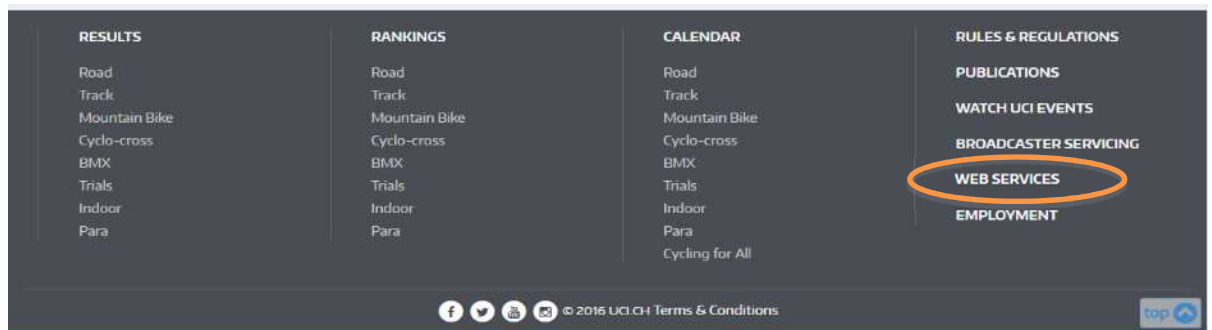 RESULTS
Road
Track
Mountain Bike
Cyclo-cross
BMX
Trials
Indoor
Para
RANKINGS
Road
Track
Mountain Bike
Cyclo-cross
BMX
Trials
Indoor
Para
CALENDAR
Road
Track
Mountain Bike
Cyclo-cross
BMX
Trials
Indoor
Para
Cycling for All
RULES & REGULATIONS
PUBLICATIONS
WATCH UCI EVENTS
BROADCASTER SERVICING
WEB SERVICES
EMPLOYMENT
© 2016 UCI.CH Terms & Conditions
top